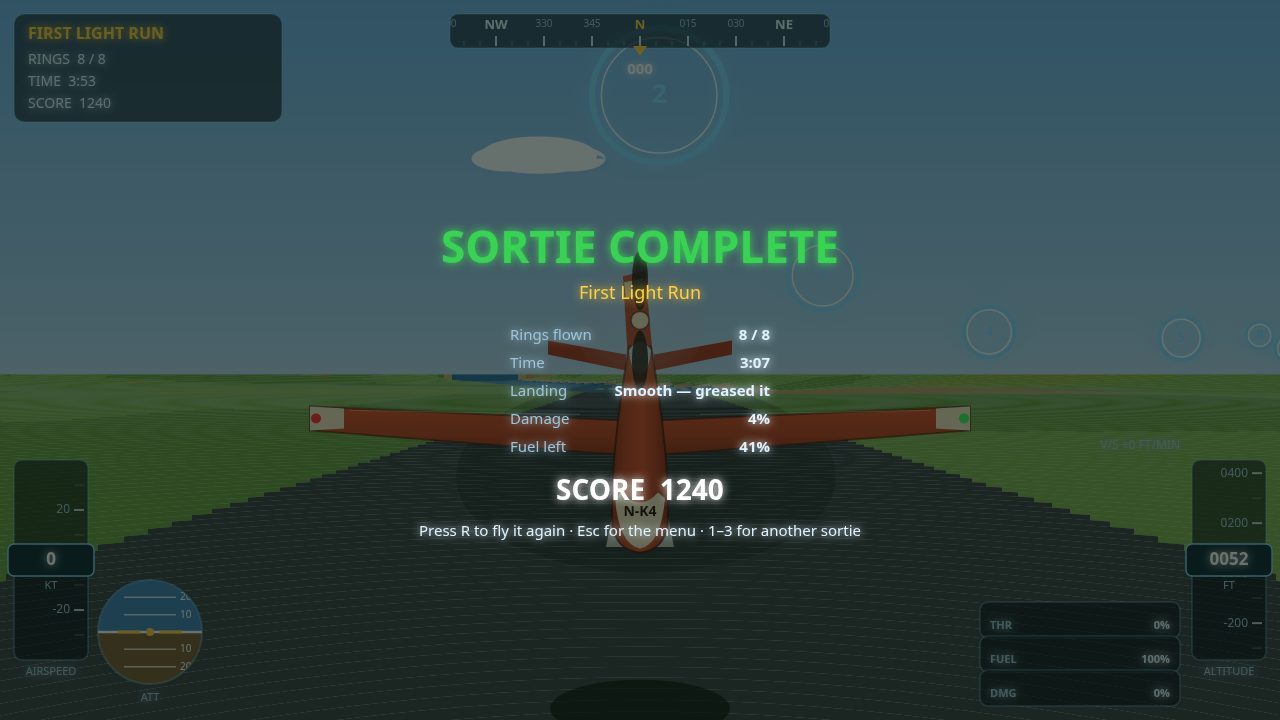 FIRST LIGHT RUN
RINGS 8 / 8
TIME 3:53
SCORE 1240
NW 330 345 N 015 030 NE
000
2
SORTIE COMPLETE
First Light Run
Rings flown 8 / 8
Time 3:07
Landing Smooth — greased it
Damage 4%
Fuel left 41%
SCORE 1240
N-K4
Press R to fly it again · Esc for the menu · 1–3 for another sortie
20
0
KT
-20
AIRSPEED
20
10
10
20
ATT
V/S +0 FT/MIN
0400
0200
0052
FT
-200
ALTITUDE
THR 0%
FUEL 100%
DMG 0%